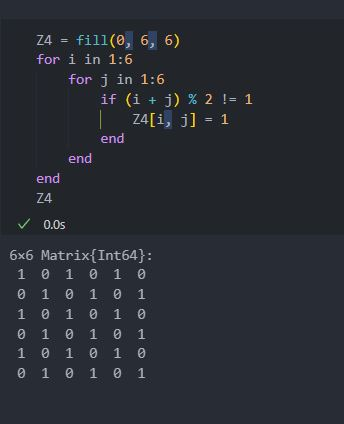 Z4 = fill(0, 6, 6)
for i in 1:6
    for j in 1:6
        if (i + j) % 2 != 1
            Z4[i, j] = 1
        end
    end
end
Z4
✓ 0.0s
6×6 Matrix{Int64}:
 1  0  1  0  1  0
 0  1  0  1  0  1
 1  0  1  0  1  0
 0  1  0  1  0  1
 1  0  1  0  1  0
 0  1  0  1  0  1